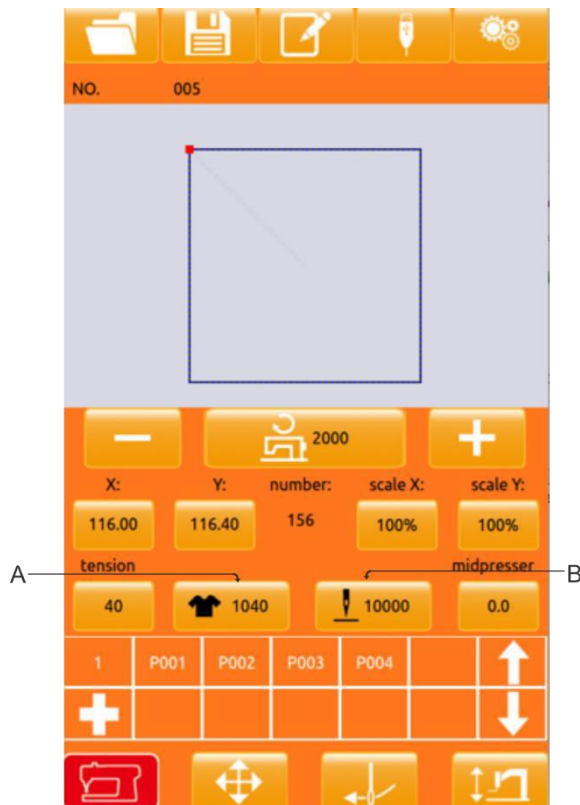 NO. 005
2000
X: Y: number: scale X: scale Y:
116.00 116.40 156 100% 100%
tension midpresser
A B
40 1040 10000 0.0
1 P001 P002 P003 P004